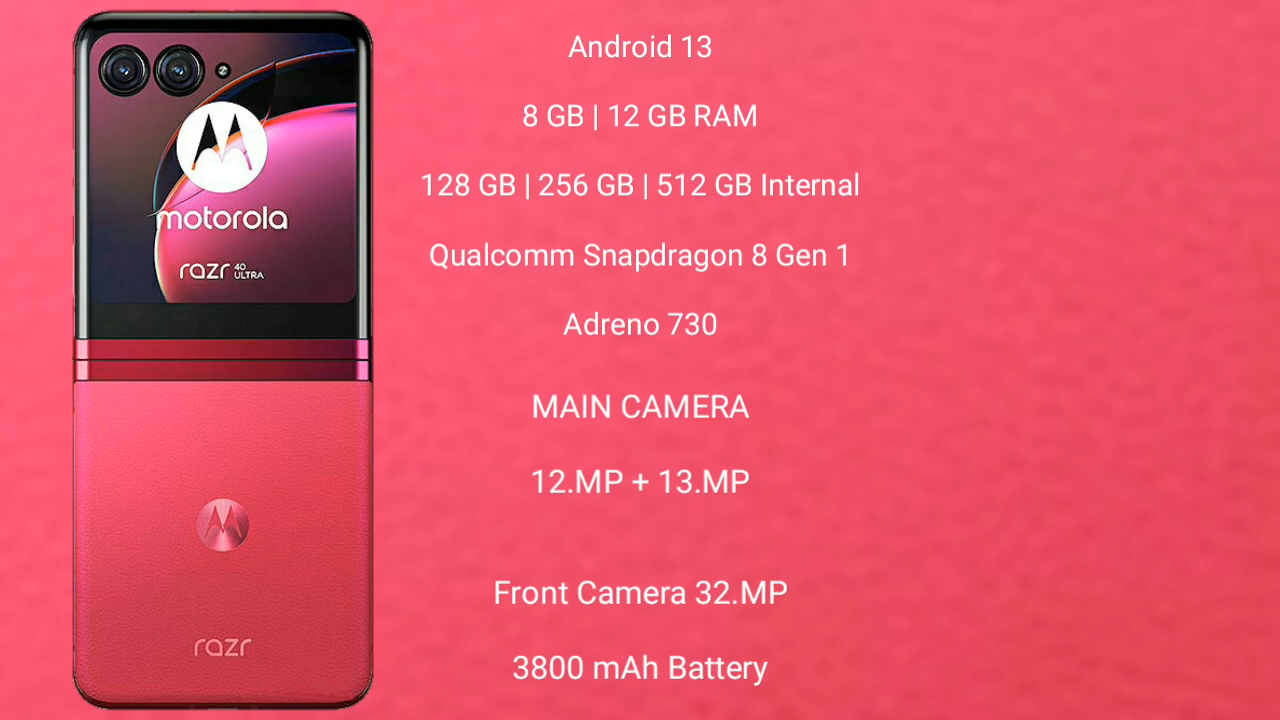 motorola
razr 40 ULTRA
razr
Android 13
8 GB | 12 GB RAM
128 GB | 256 GB | 512 GB Internal
Qualcomm Snapdragon 8 Gen 1
Adreno 730
MAIN CAMERA
12.MP + 13.MP
Front Camera 32.MP
3800 mAh Battery